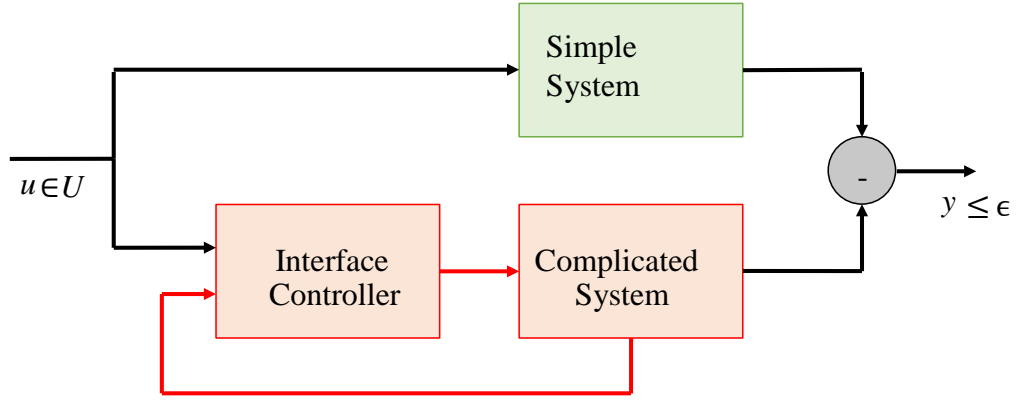 Simple
System
u∈U
-
y ≤ ϵ
Interface
Controller
Complicated
System